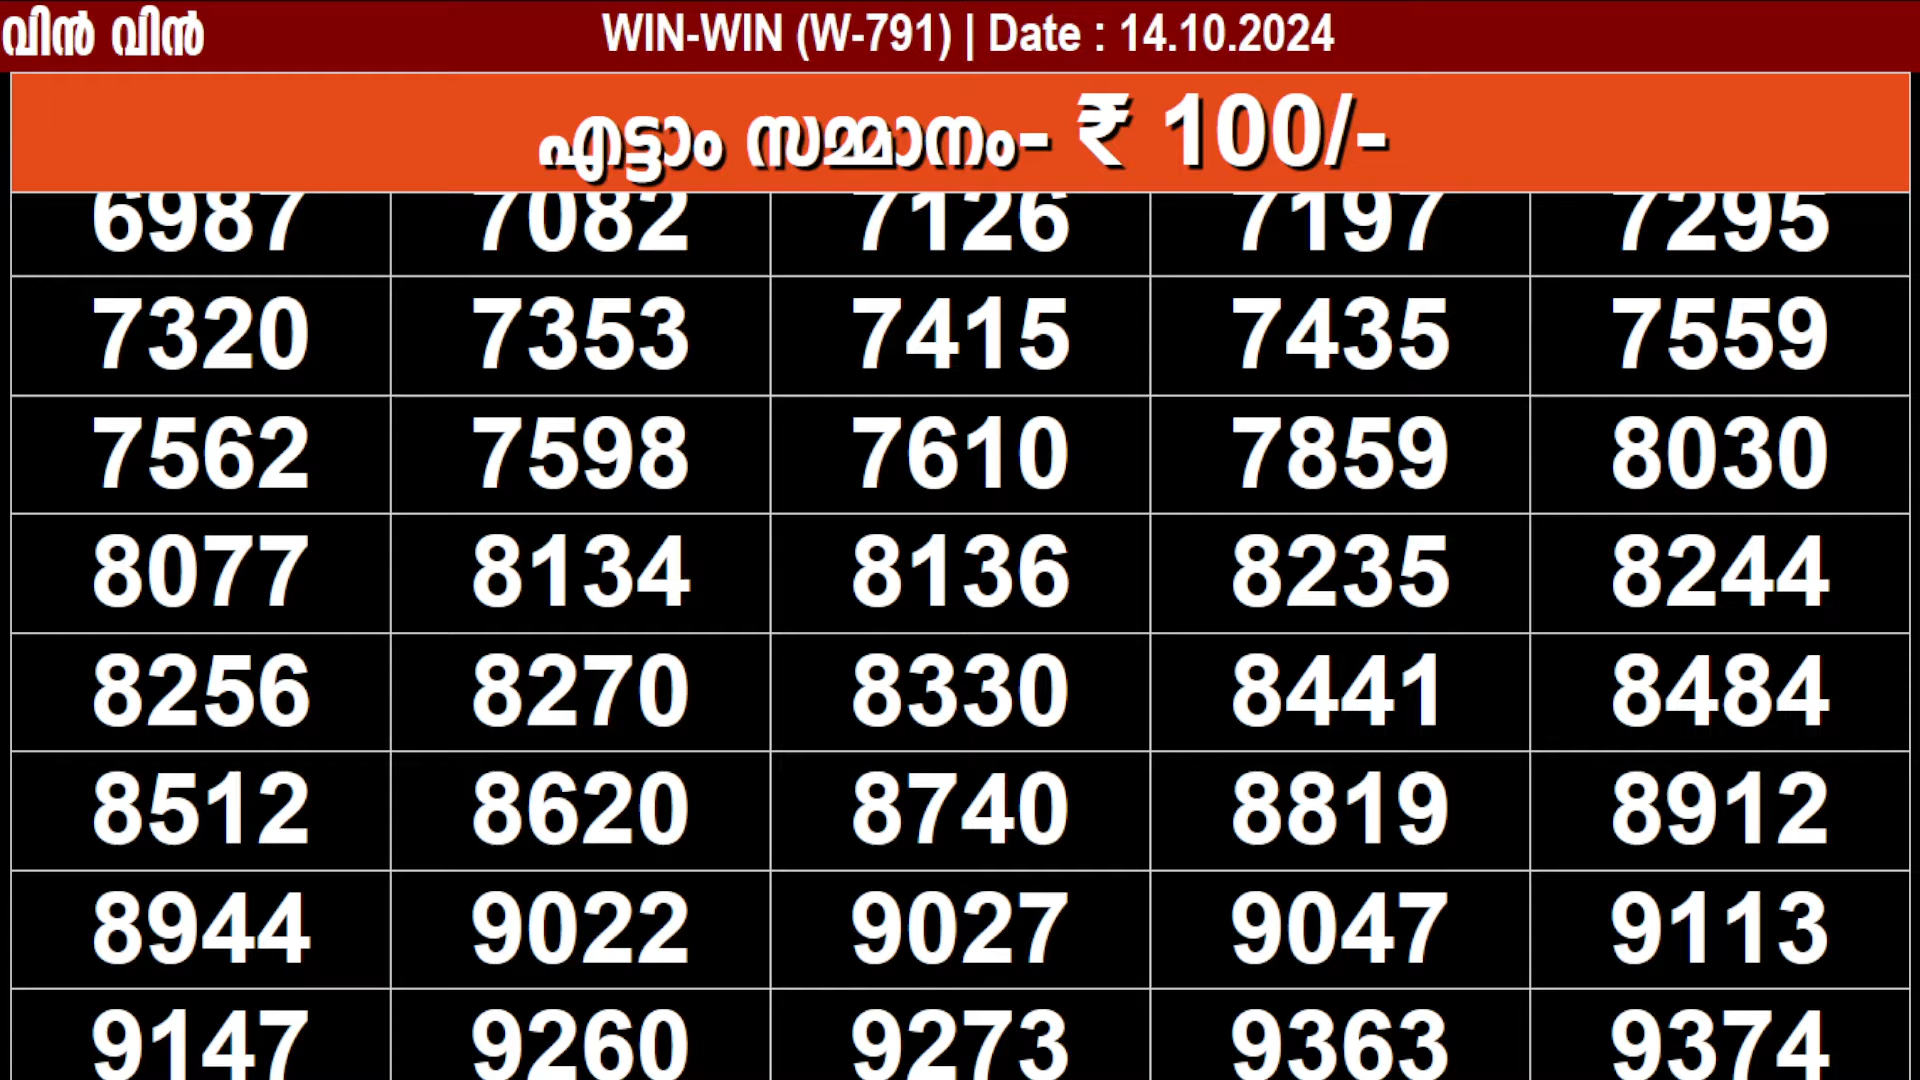 വിൻ വിൻ WIN-WIN (W-791) | Date : 14.10.2024
എട്ടാം സമ്മാനം- ₹ 100/-
6987 7082 7126 7197 7295
7320 7353 7415 7435 7559
7562 7598 7610 7859 8030
8077 8134 8136 8235 8244
8256 8270 8330 8441 8484
8512 8620 8740 8819 8912
8944 9022 9027 9047 9113
9147 9260 9273 9363 9374